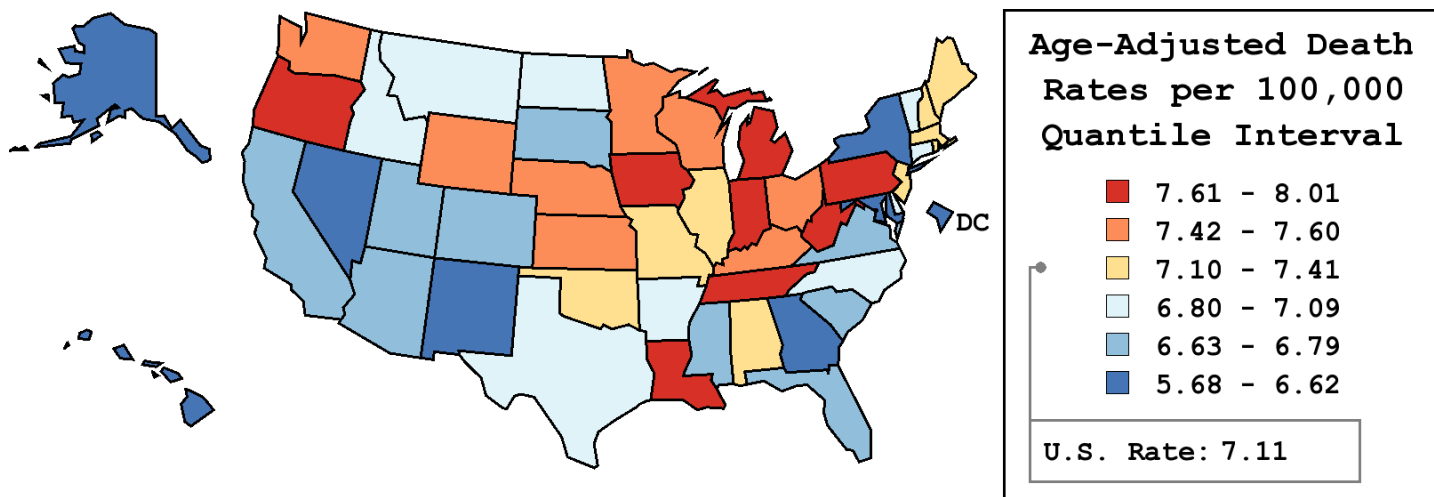 Age-Adjusted Death
Rates per 100,000
Quantile Interval
7.61 - 8.01
7.42 - 7.60
7.10 - 7.41
6.80 - 7.09
6.63 - 6.79
5.68 - 6.62
U.S. Rate: 7.11
DC